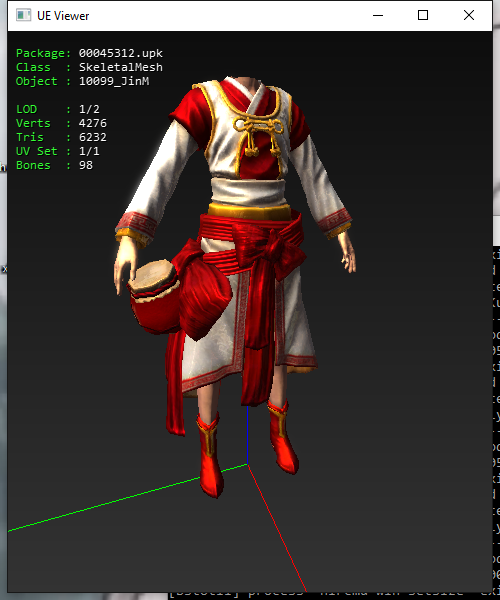 UE Viewer
Package: 00045312.upk
Class  : SkeletalMesh
Object : 10099_JinM
LOD    : 1/2
Verts  : 4276
Tris   : 6232
UV Set : 1/1
Bones  : 98